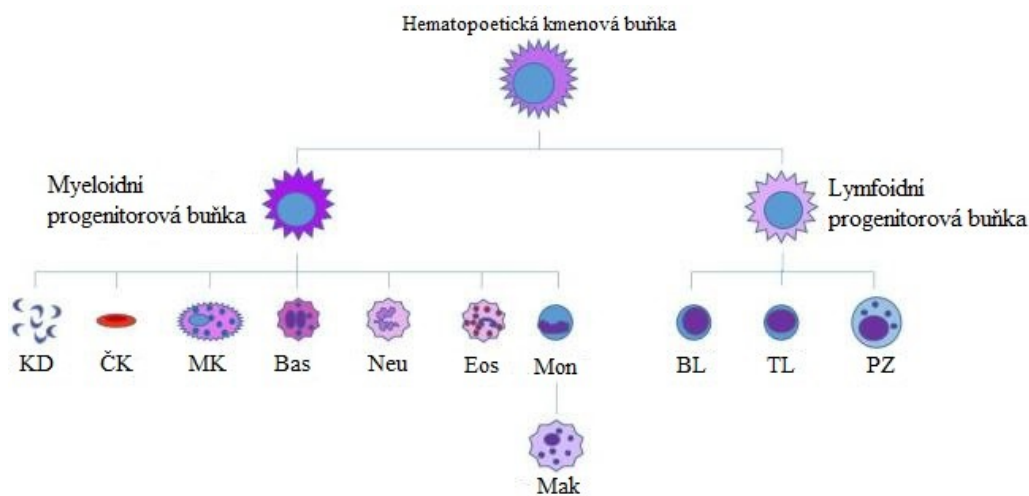 Hematopoetická kmenová buňka
Myeloidní
progenitorová buňka
Lymfoidní
progenitorová buňka
KD ČK MK Bas Neu Eos Mon BL TL PZ
Mak